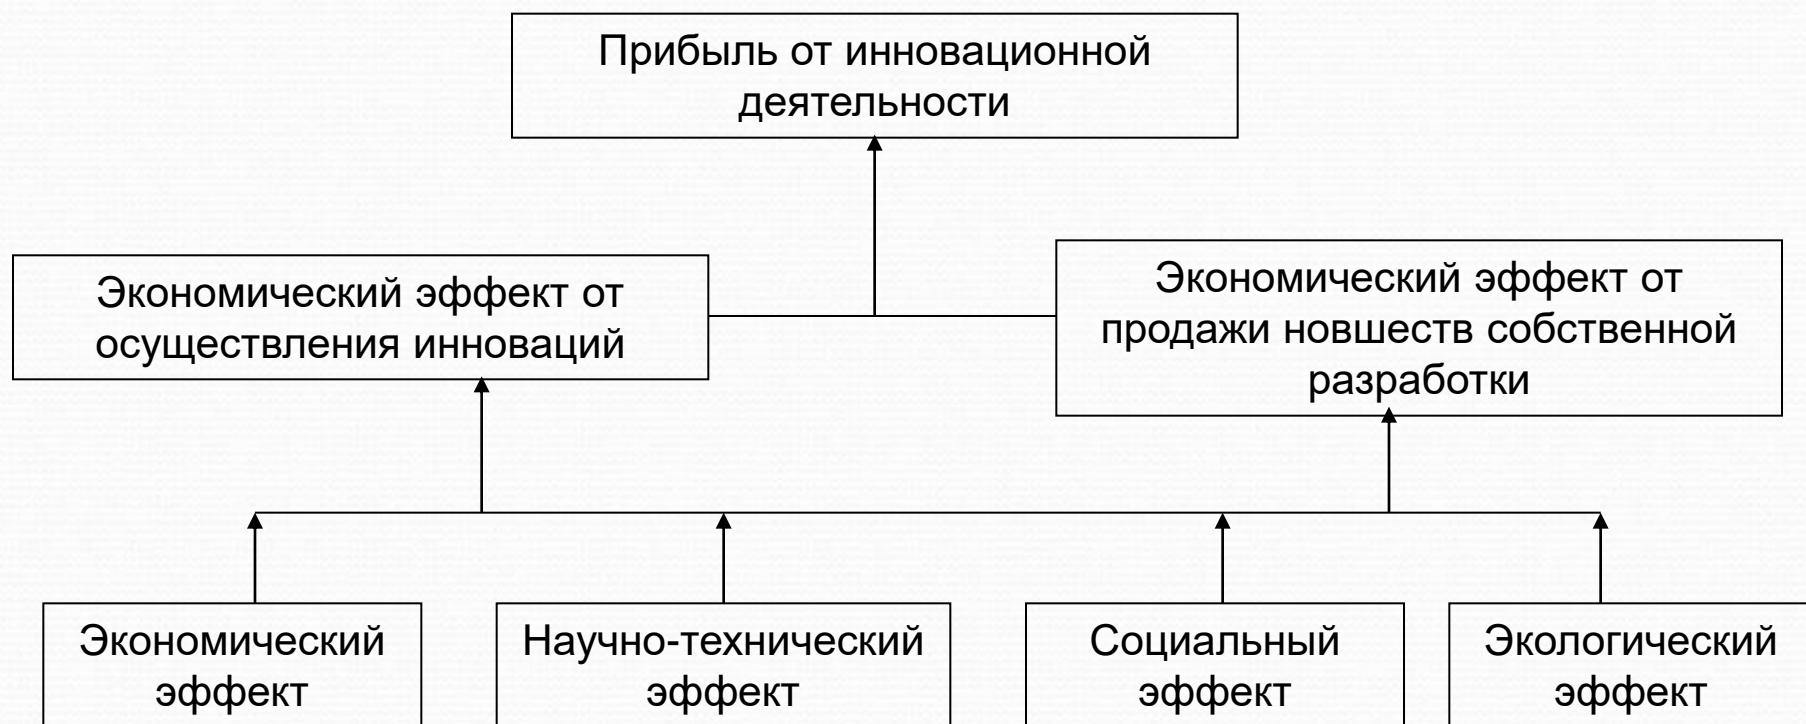 Прибыль от инновационной
деятельности
Экономический эффект от
осуществления инноваций
Экономический эффект от
продажи новшеств собственной
разработки
Экономический
эффект
Научно-технический
эффект
Социальный
эффект
Экологический
эффект